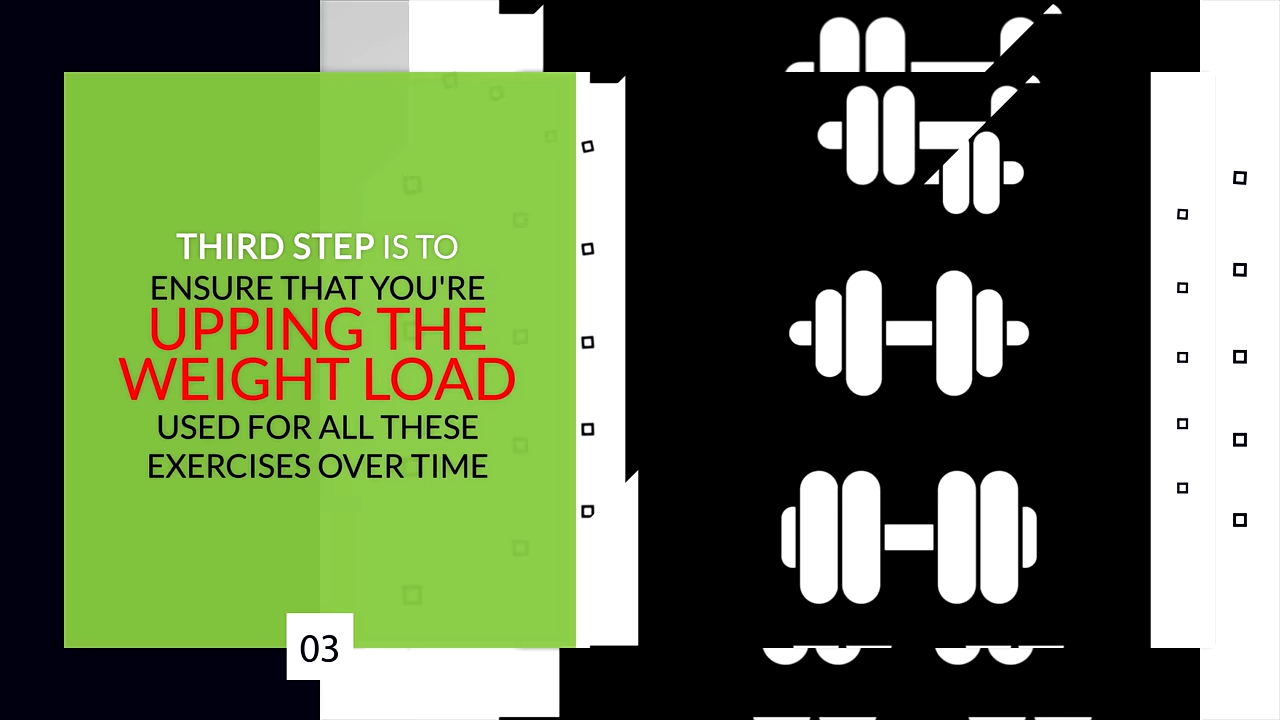 THIRD STEP IS TO
ENSURE THAT YOU'RE
UPPING THE
WEIGHT LOAD
USED FOR ALL THESE
EXERCISES OVER TIME
03